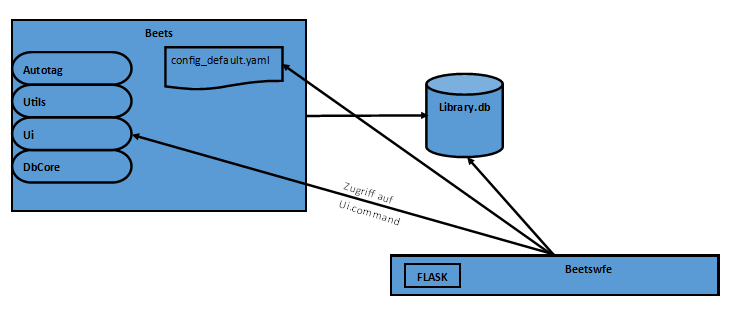 Beets
config_default.yaml
Autotag
Utils
Ui
DbCore
Library.db
Zugriff auf
Ui.command
Beetswfe
FLASK